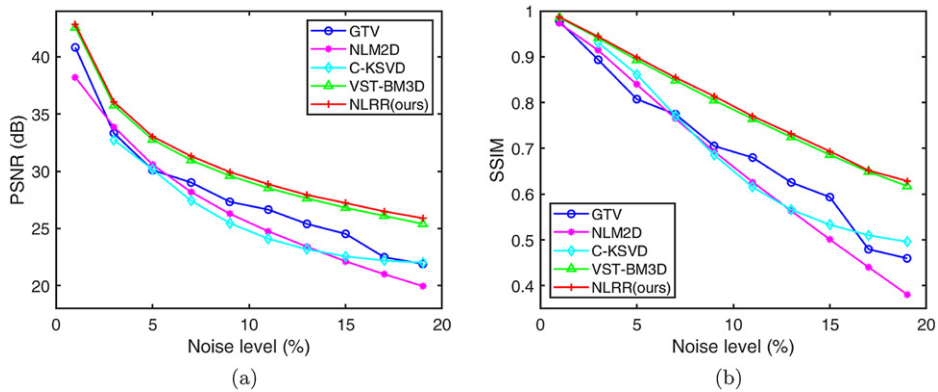 40
35
30
25
20
PSNR (dB)
GTV
NLM2D
C-KSVD
VST-BM3D
NLRR(ours)
0 5 10 15 20
Noise level (%)
(a)
1
0.9
0.8
0.7
0.6
0.5
0.4
SSIM
GTV
NLM2D
C-KSVD
VST-BM3D
NLRR(ours)
0 5 10 15 20
Noise level (%)
(b)